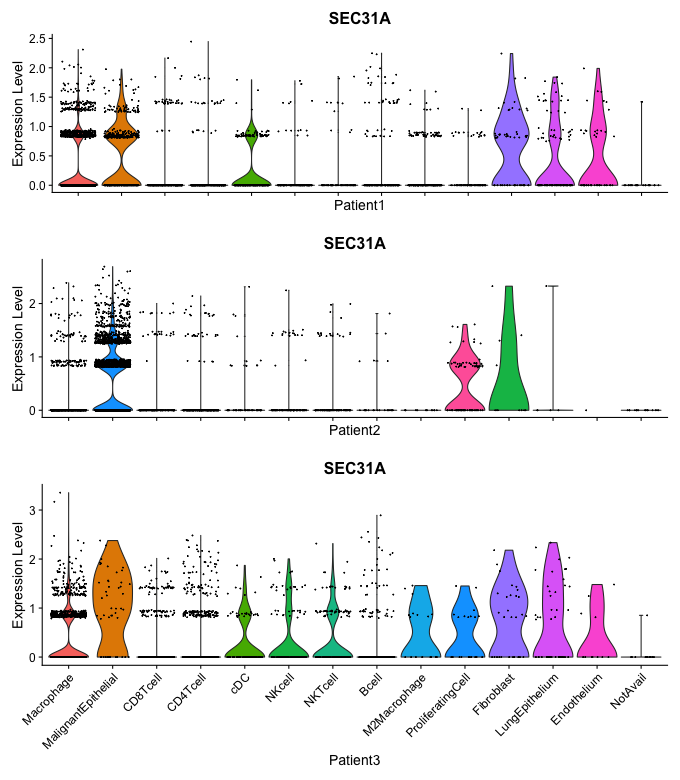 SEC31A
Expression Level
2.5
2.0
1.5
1.0
0.5
0.0
Patient1
SEC31A
Expression Level
2
1
0
Patient2
SEC31A
Expression Level
3
2
1
0
Macrophage
MalignantEpithelial
CD8Tcell
CD4Tcell
cDC
NKcell
NKTcell
Bcell
M2Macrophage
ProliferatingCell
Fibroblast
LungEpithelium
Endothelium
NotAvail
Patient3